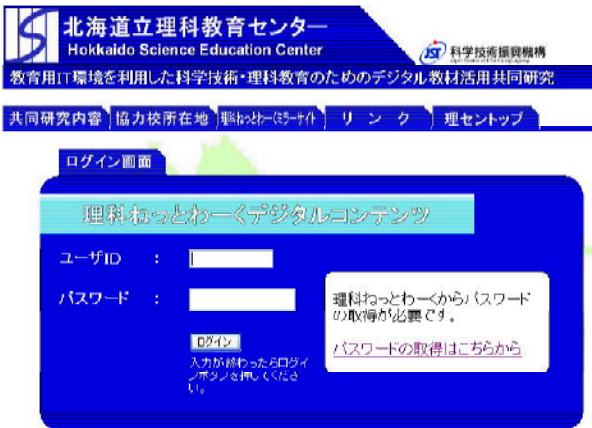 北海道立理科教育センター
Hokkaido Science Education Center
JST 科学技術振興機構
教育用IT環境を利用した科学技術・理科教育のためのデジタル教材活用共同研究
共同研究内容 協力校所在地 理科ねっとわーく(ミラーサイト) リンク 理セントップ
ログイン画面
理科ねっとわーくデジタルコンテンツ
ユーザID :
パスワード :
理科ねっとわーくからパスワード
の取得が必要です。
パスワードの取得はこちらから
ログイン
入力が終わったらログイ
ンボタンを押してくださ
い。